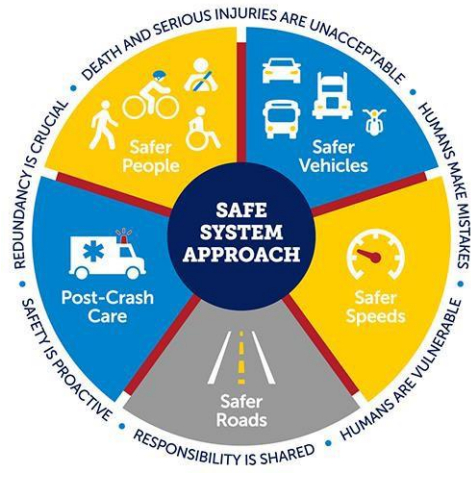 DEATH AND SERIOUS INJURIES ARE UNACCEPTABLE
HUMANS MAKE MISTAKES
HUMANS ARE VULNERABLE
RESPONSIBILITY IS SHARED
SAFETY IS PROACTIVE
REDUNDANCY IS CRUCIAL
Safer
People
Safer
Vehicles
SAFE
SYSTEM
APPROACH
Post-Crash
Care
Safer
Speeds
Safer
Roads